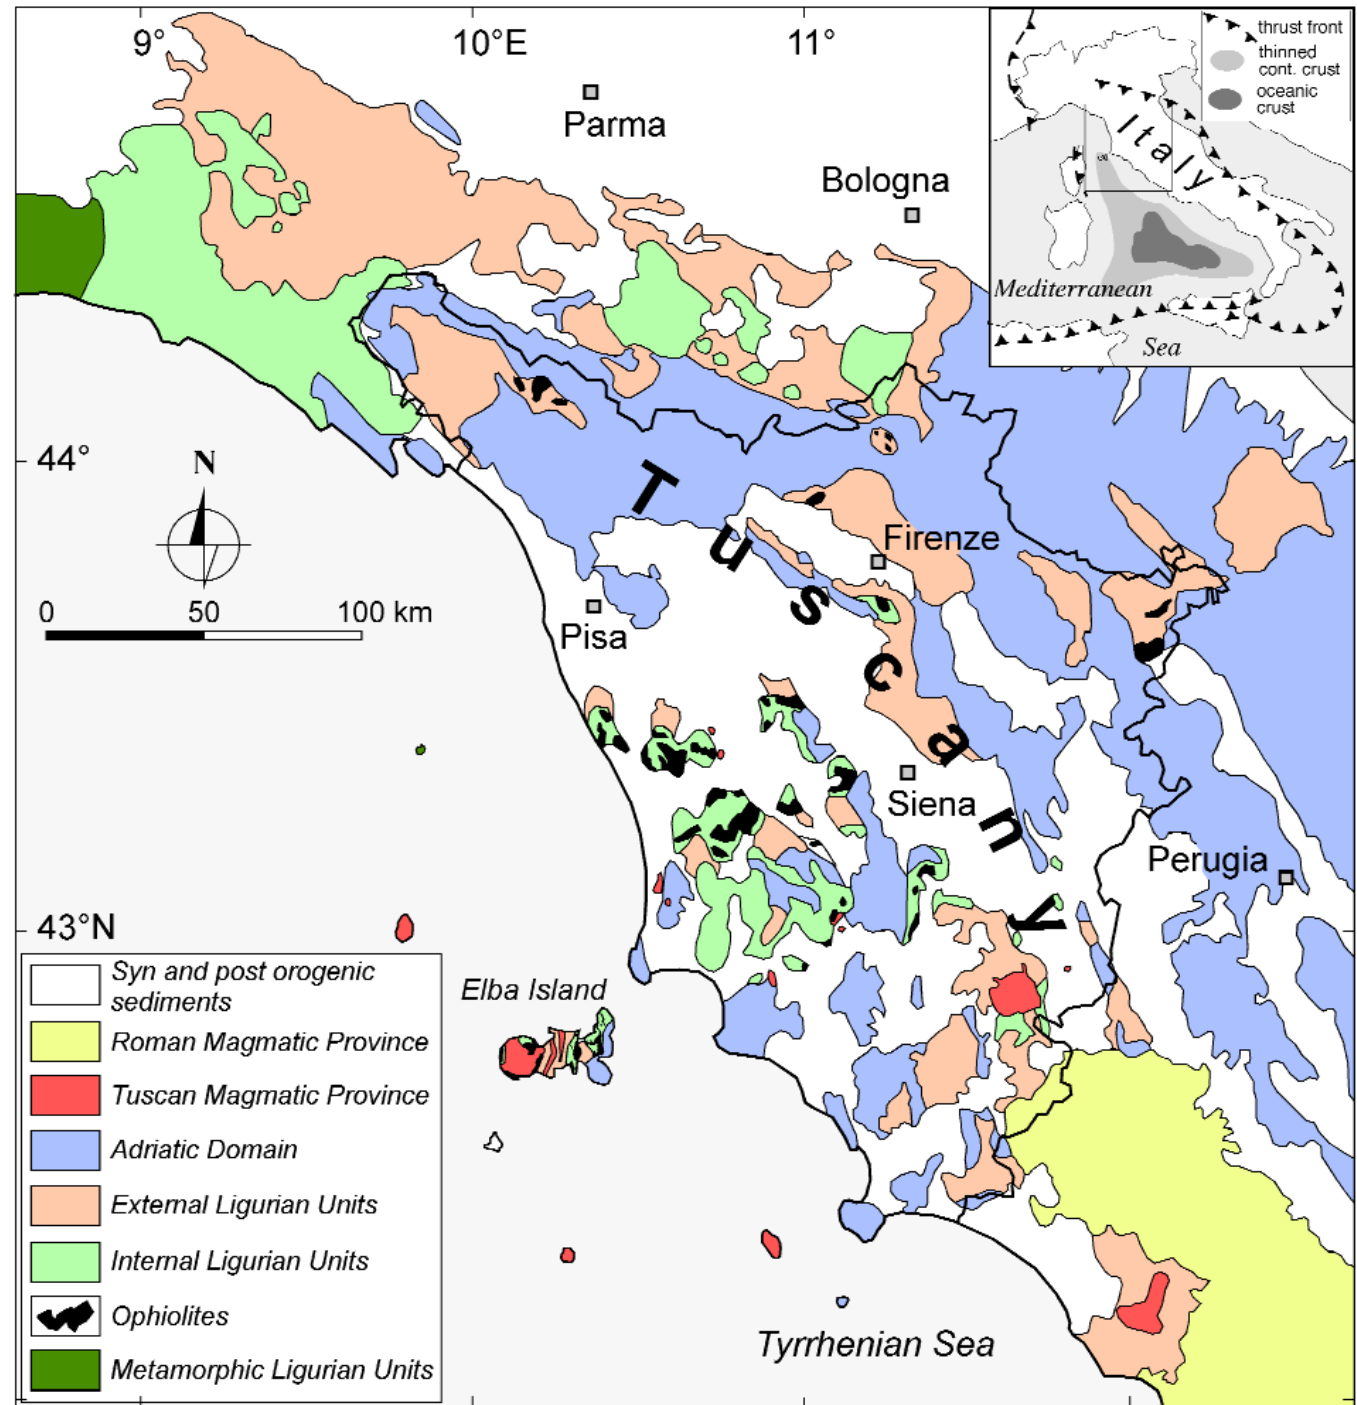 9°
10°E
11°
Parma
Bologna
thrust front
thinned
cont. crust
oceanic
crust
Italy
Mediterranean
Sea
44°
N
0 50 100 km
Tuscany
Firenze
Pisa
Siena
Perugia
43°N
Elba Island
Syn and post orogenic
sediments
Roman Magmatic Province
Tuscan Magmatic Province
Adriatic Domain
External Ligurian Units
Internal Ligurian Units
Ophiolites
Metamorphic Ligurian Units
Tyrrhenian Sea